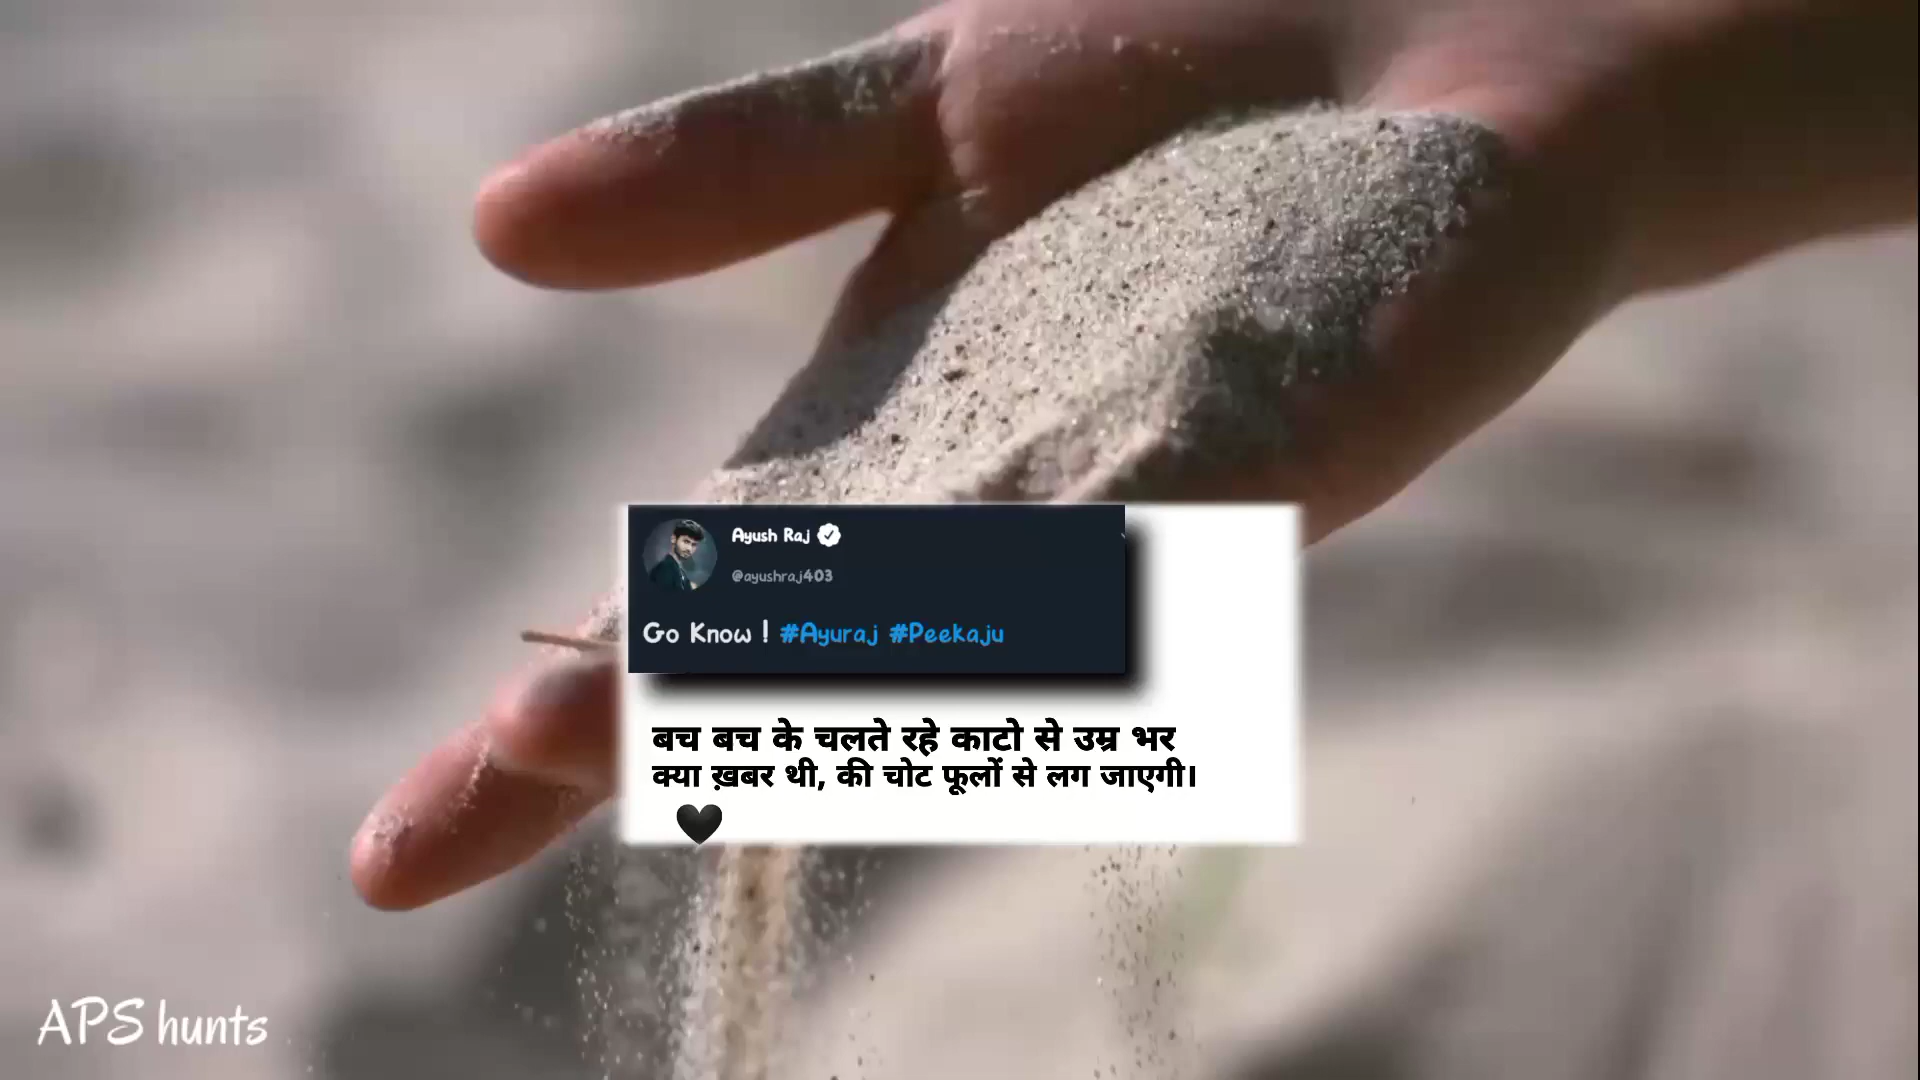 Ayush Raj
@ayushraj403
Go Know ! #Ayuraj #Peekaju
बच बच के चलते रहे काटो से उम्र भर
क्या ख़बर थी, की चोट फूलों से लग जाएगी।
APS hunts